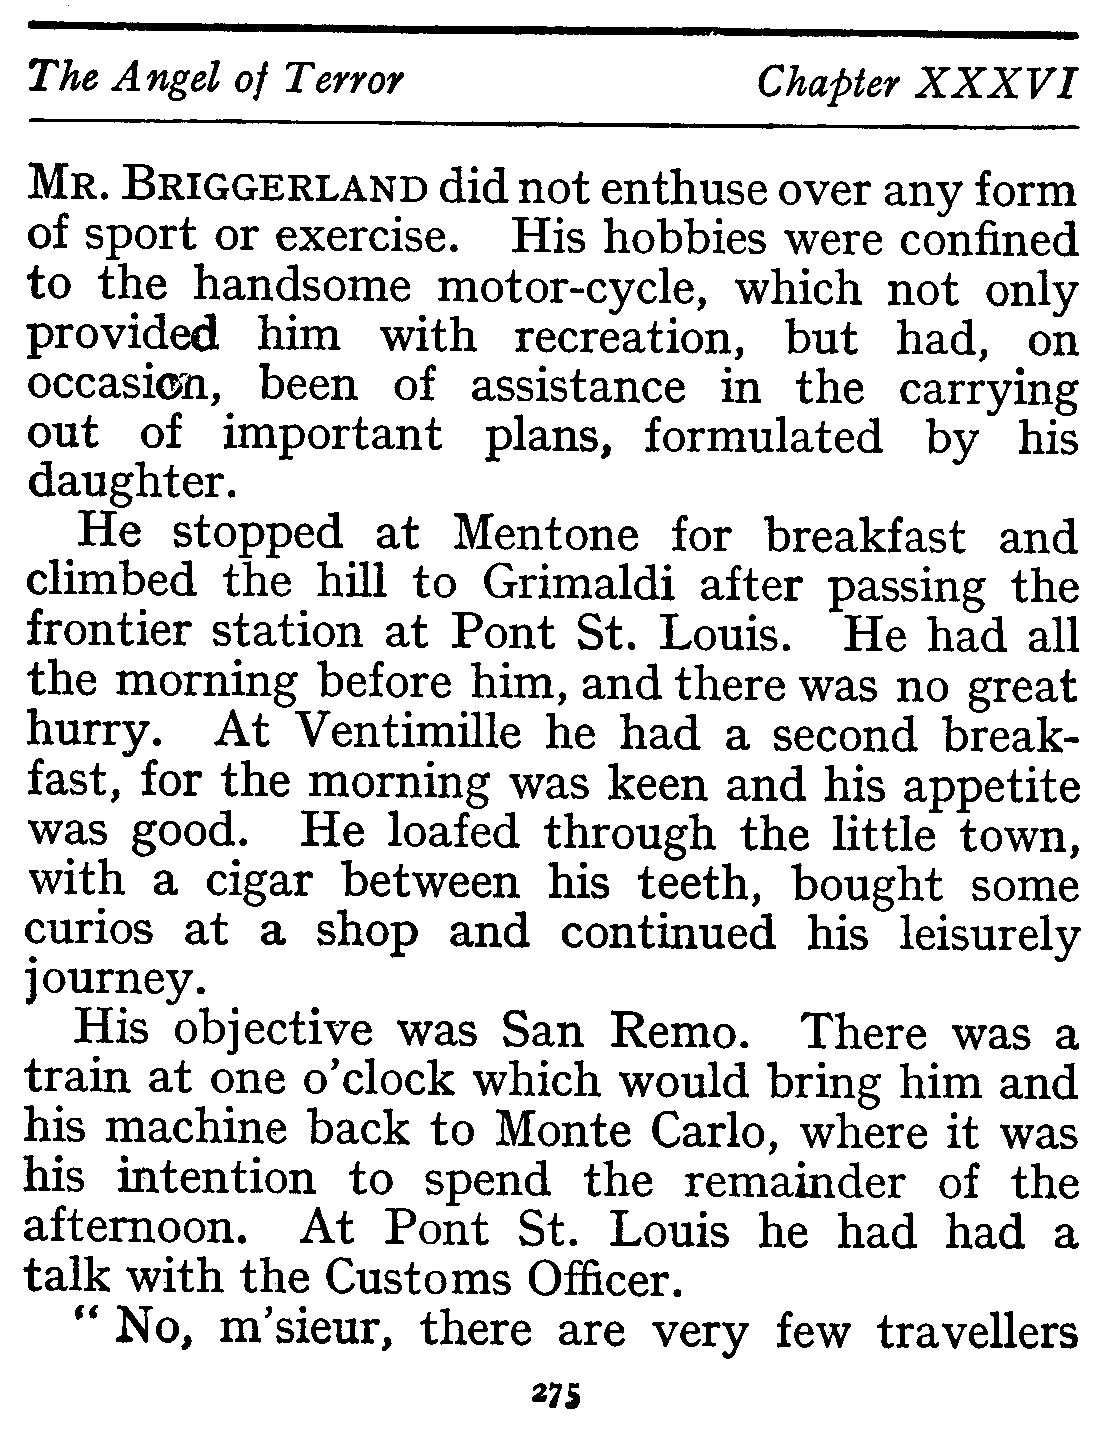 The Angel of Terror Chapter XXXVI
MR. BRIGGERLAND did not enthuse over any form
of sport or exercise. His hobbies were confined
to the handsome motor-cycle, which not only
provided him with recreation, but had, on
occasion, been of assistance in the carrying
out of important plans, formulated by his
daughter.
He stopped at Mentone for breakfast and
climbed the hill to Grimaldi after passing the
frontier station at Pont St. Louis. He had all
the morning before him, and there was no great
hurry. At Ventimille he had a second break-
fast, for the morning was keen and his appetite
was good. He loafed through the little town,
with a cigar between his teeth, bought some
curios at a shop and continued his leisurely
journey.
His objective was San Remo. There was a
train at one o'clock which would bring him and
his machine back to Monte Carlo, where it was
his intention to spend the remainder of the
afternoon. At Pont St. Louis he had had a
talk with the Customs Officer.
“ No, m'sieur, there are very few travellers
275